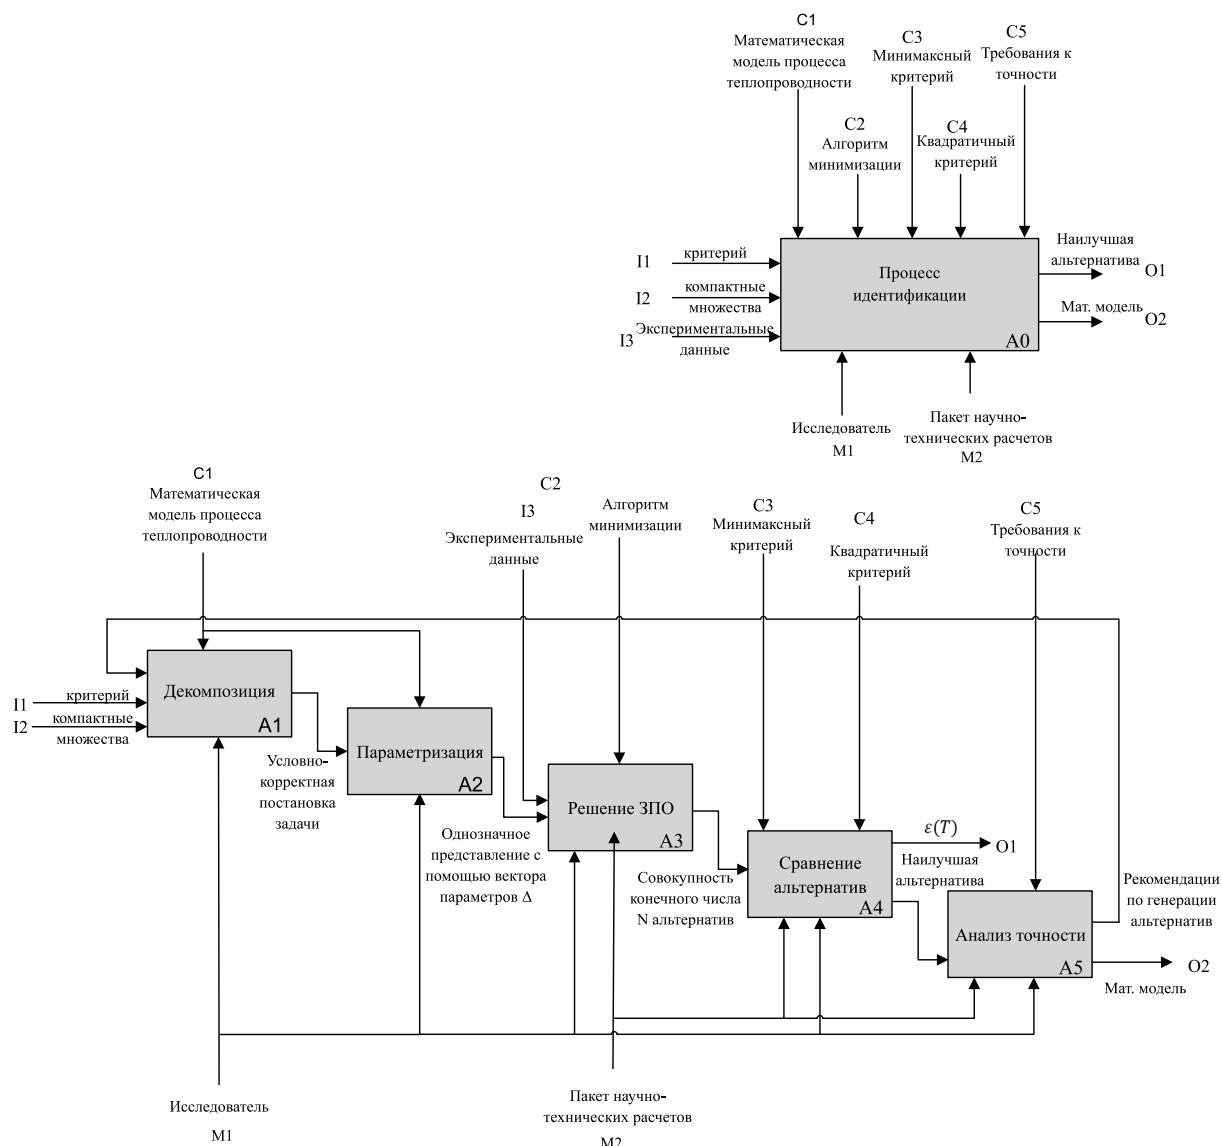 C1
Математическая
модель процесса
теплопроводности
C2
Алгоритм
минимизации
C3
Минимаксный
критерий
C4
Квадратичный
критерий
C5
Требования к
точности
I1
критерий
I2
компактные
множества
I3
Экспериментальные
данные
Процесс
идентификации
A0
Наилучшая
альтернатива
O1
Мат. модель
O2
Исследователь
M1
Пакет научно-
технических расчетов
M2
C1
Математическая
модель процесса
теплопроводности
C2
I3
Экспериментальные
данные
Алгоритм
минимизации
C3
Минимаксный
критерий
C4
Квадратичный
критерий
C5
Требования к
точности
I1
критерий
I2
компактные
множества
Декомпозиция
A1
Условно-
корректная
постановка
задачи
Параметризация
A2
Однозначное
представление с
помощью вектора
параметров Δ
Решение ЗПО
A3
Совокупность
конечного числа
N альтернатив
Сравнение
альтернатив
A4
ε(T)
O1
Наилучшая
альтернатива
Анализ точности
A5
Рекомендации
по генерации
альтернатив
O2
Мат. модель
Исследователь
M1
Пакет научно-
технических расчетов
M2